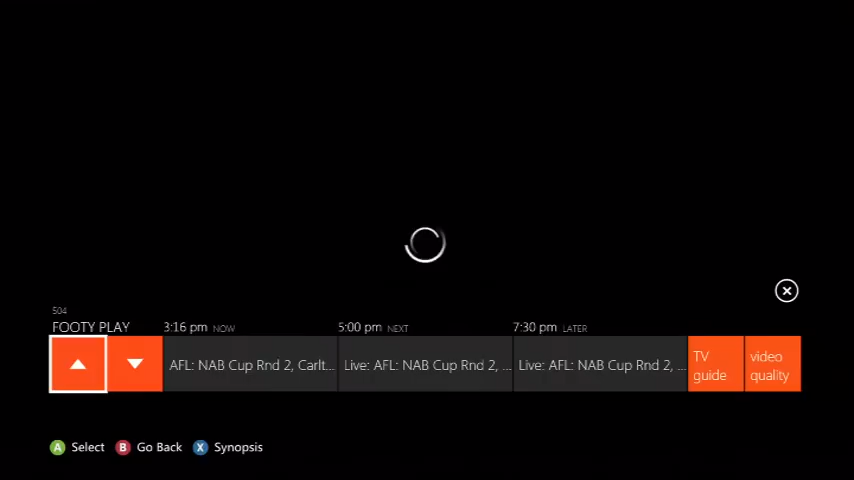 504
FOOTY PLAY
3:16 pm NOW
5:00 pm NEXT
7:30 pm LATER
AFL: NAB Cup Rnd 2, Carlt...
Live: AFL: NAB Cup Rnd 2, ...
Live: AFL: NAB Cup Rnd 2, ...
TV
guide
video
quality
A Select
B Go Back
X Synopsis